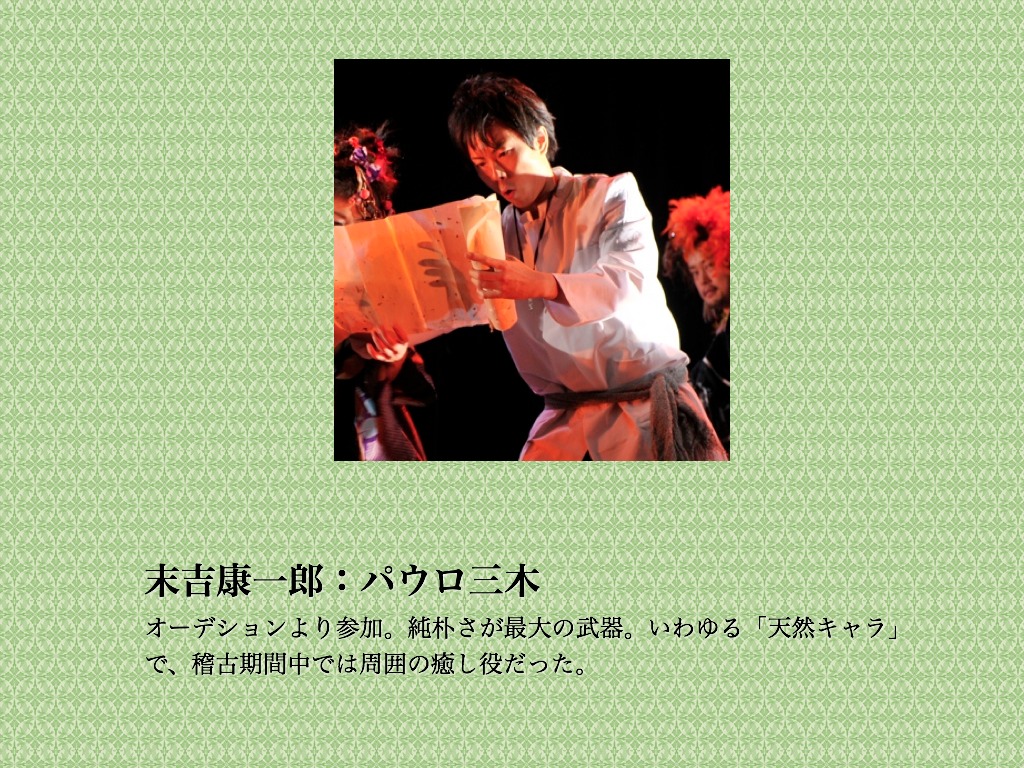 末吉康一郎：パウロ三木
オーデションより参加。純朴さが最大の武器。いわゆる「天然キャラ」
で、稽古期間中では周囲の癒し役だった。